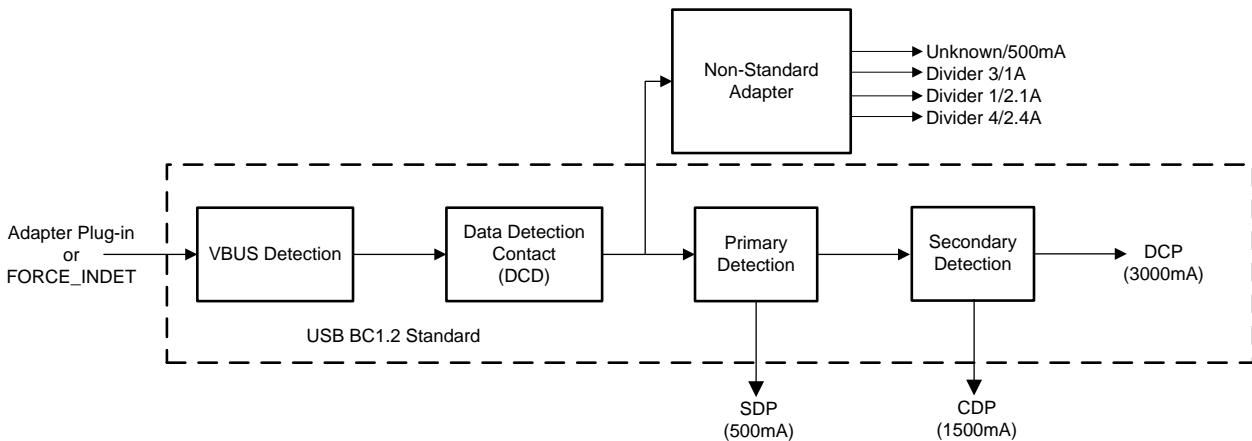 Non-Standard
Adapter
Unknown/500mA
Divider 3/1A
Divider 1/2.1A
Divider 4/2.4A
Adapter Plug-in
or
FORCE_INDET
VBUS Detection
Data Detection
Contact
(DCD)
Primary
Detection
Secondary
Detection
DCP
(3000mA)
USB BC1.2 Standard
SDP
(500mA)
CDP
(1500mA)